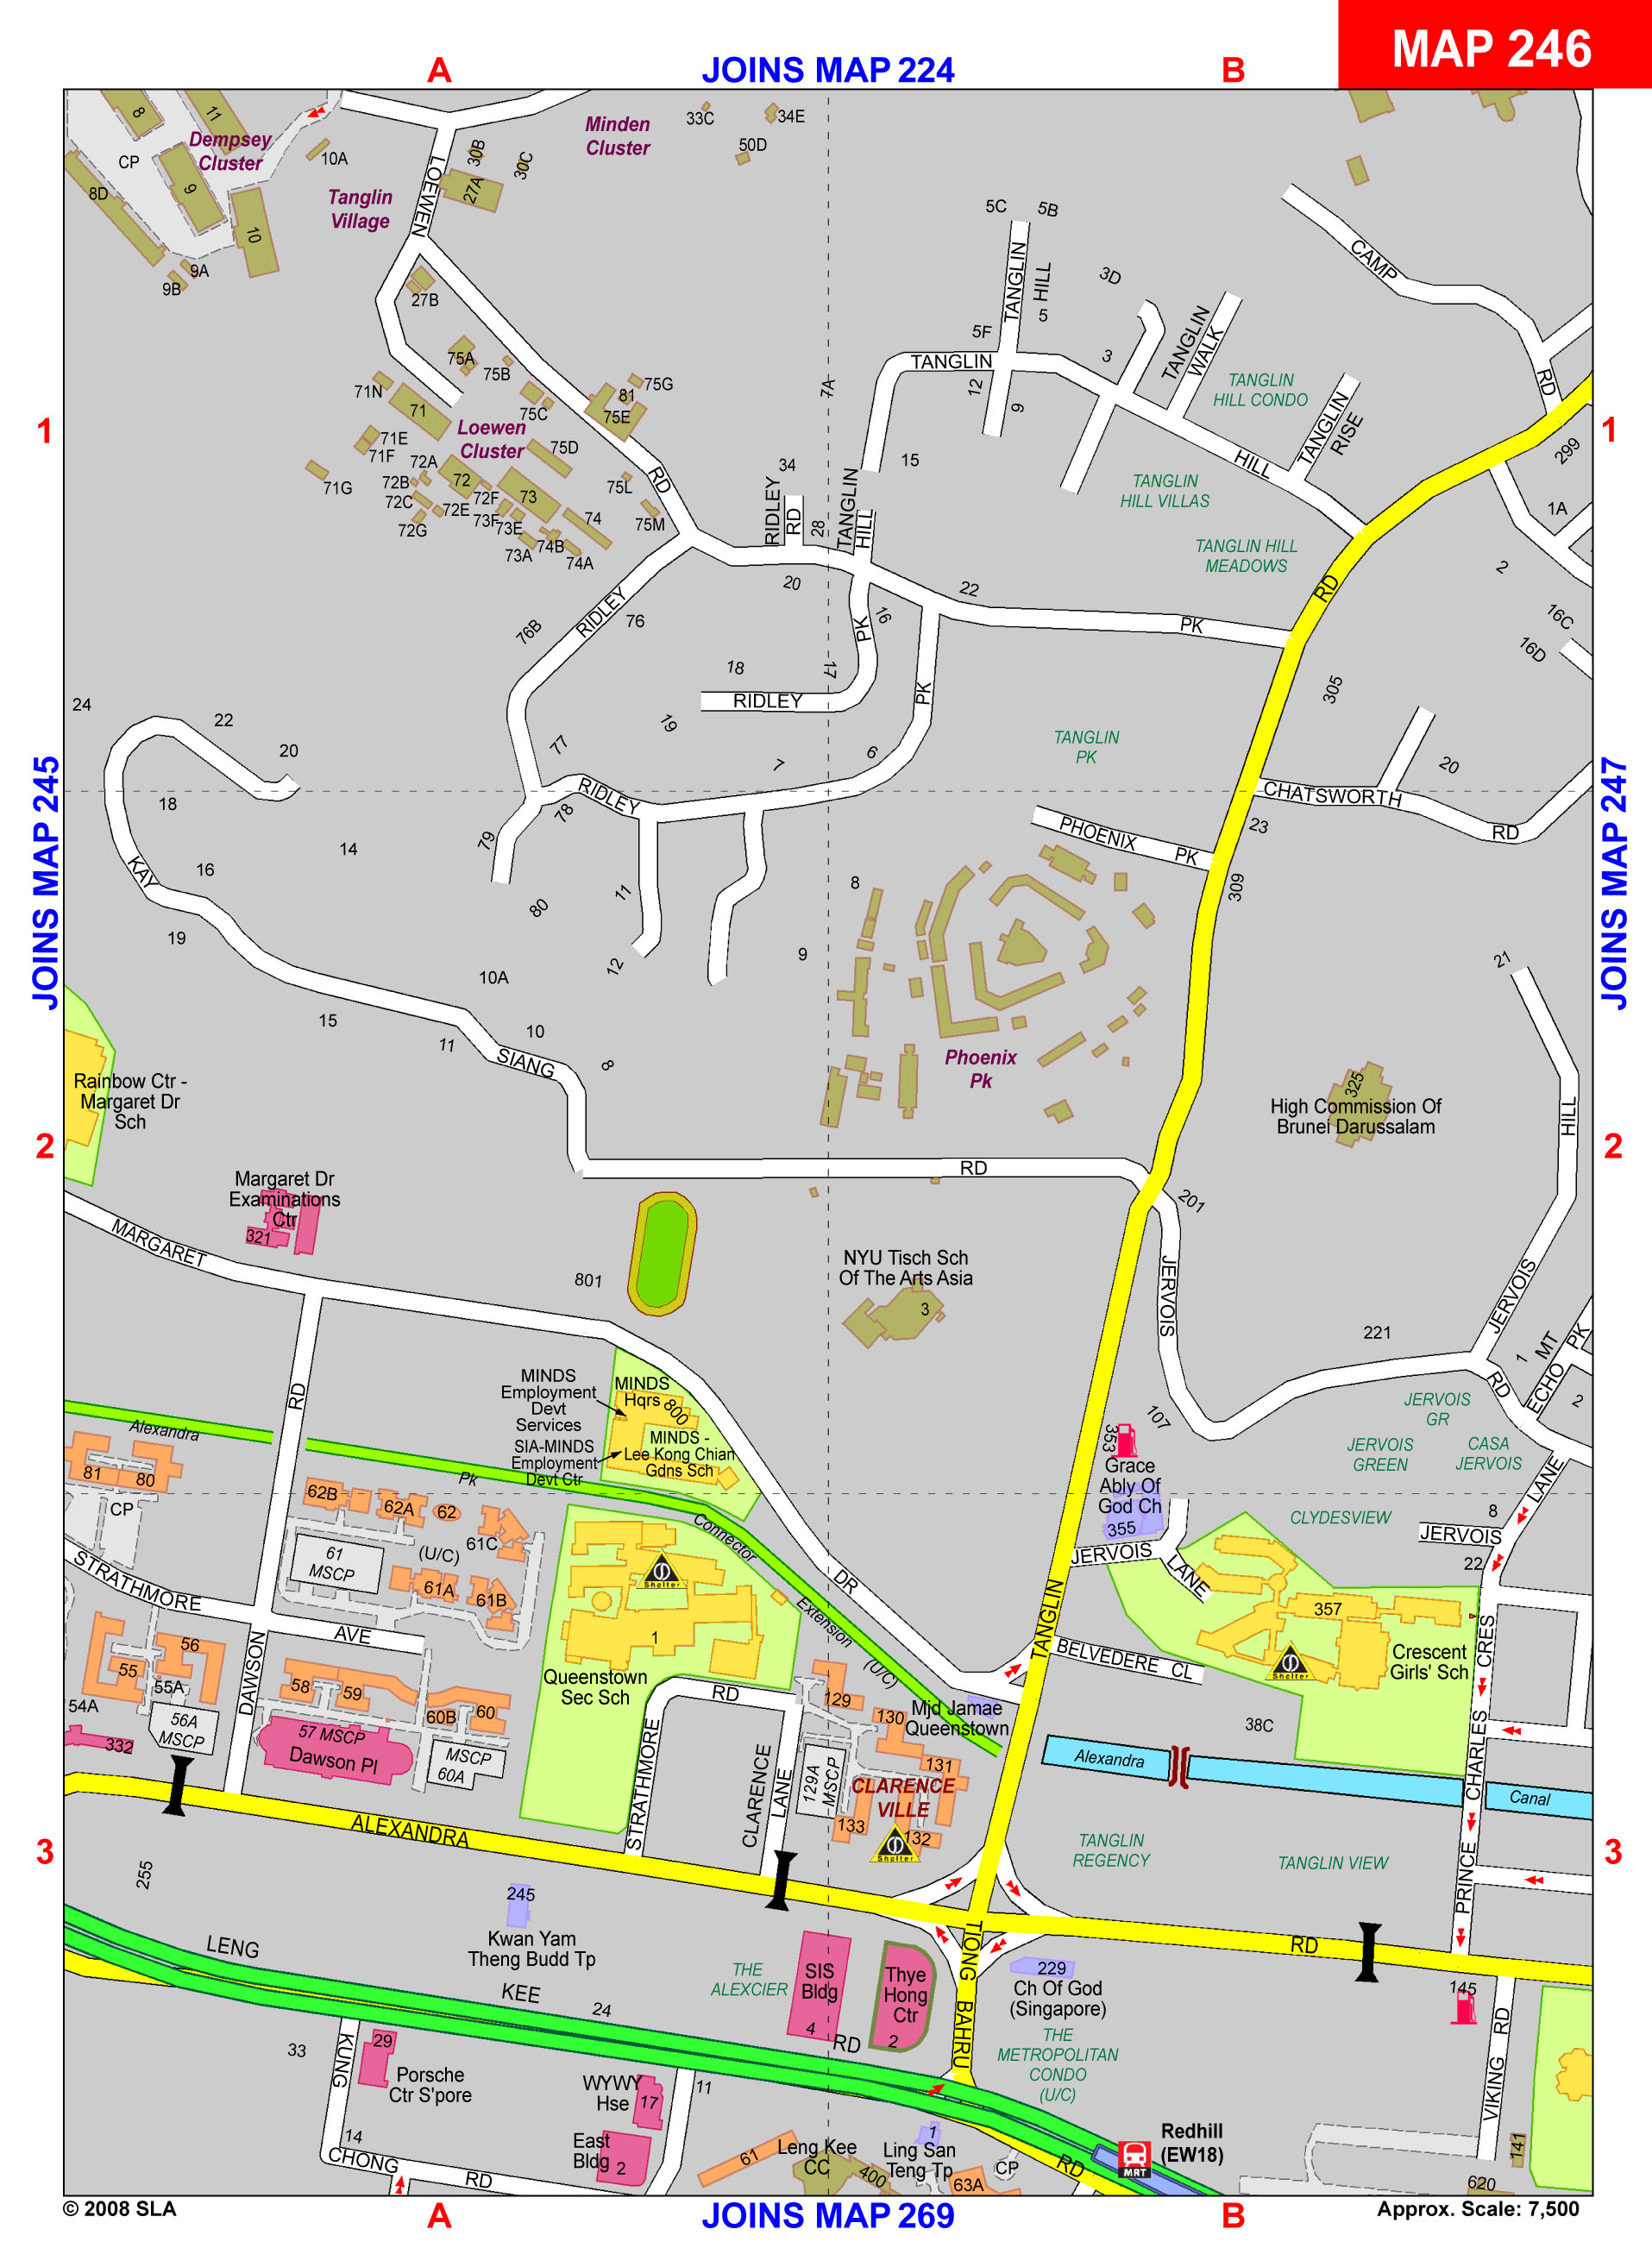 MAP 246
A
JOINS MAP 224
B
8
11
Dempsey
Cluster
CP
9
8D
10
10A
9A
9B
Tanglin
Village
LOEWEN
30B
30C
27A
27B
Minden
Cluster
33C
34E
50D
5C
5B
TANGLIN
HILL
5
5F
3D
3
TANGLIN
12
9
TANGLIN
WALK
TANGLIN
HILL CONDO
TANGLIN
RISE
CAMP
RD
299
1A
1
1
71N
71
75A
75B
75C
75G
81
75E
Loewen
Cluster
75D
71E
71F
71G
72A
72B
72C
72
72E
72F
72G
73
73F
73E
73A
74
74B
74A
75L
75M
RD
7A
34
RIDLEY
RD
28
TANGLIN
HILL
15
HILL
TANGLIN
HILL VILLAS
TANGLIN HILL
MEADOWS
RD
2
16C
16D
20
22
16
PK
PK
RIDLEY
76
76B
18
17
RIDLEY
19
PK
305
24
22
20
18
77
7
6
TANGLIN
PK
JOINS MAP 245
JOINS MAP 247
RIDLEY
78
79
CHATSWORTH
20
RD
23
PHOENIX
PK
309
14
16
KAY
19
80
11
12
8
9
10A
10
15
11
SIANG
8
21
Phoenix
Pk
Rainbow Ctr -
Margaret Dr
Sch
325
High Commission Of
Brunei Darussalam
HILL
2
2
RD
201
Margaret Dr
Examinations
Ctr
321
MARGARET
801
NYU Tisch Sch
Of The Arts Asia
3
JERVOIS
JERVOIS
221
1
MT
ECHO
PK
2
RD
RD
MINDS
Employment
Devt
Services
MINDS
Hqrs
800
SIA-MINDS
Employment
Devt Ctr
MINDS -
Lee Kong Chian
Gdns Sch
107
353
JERVOIS
GR
JERVOIS
GREEN
CASA
JERVOIS
Grace
Ably Of
God Ch
355
LANE
Alexandra
Pk
Connector
Extension
(U/C)
81
80
CP
62B
62A
62
61C
61
MSCP
(U/C)
61A
61B
STRATHMORE
AVE
DAWSON
Shelter
1
Queenstown
Sec Sch
DR
TANGLIN
JERVOIS
LANE
CLYDESVIEW
JERVOIS
8
22
357
Shelter
Crescent
Girls' Sch
BELVEDERE CL
38C
CRES
CHARLES
PRINCE
55
56
55A
54A
56A
MSCP
332
58
59
60B
60
57 MSCP
Dawson Pl
MSCP
60A
RD
STRATHMORE
CLARENCE
LANE
129
130
129A
MSCP
131
133
132
CLARENCE
VILLE
Shelter
Mjd Jamae
Queenstown
Alexandra
Canal
TANGLIN
REGENCY
TANGLIN VIEW
3
3
ALEXANDRA
RD
255
245
Kwan Yam
Theng Budd Tp
LENG
KEE
24
RD
THE
ALEXCIER
SIS
Bldg
4
Thye
Hong
Ctr
2
TIONG
BAHRU
229
Ch Of God
(Singapore)
THE
METROPOLITAN
CONDO
(U/C)
145
VIKING
RD
33
KUNG
29
Porsche
Ctr S'pore
WYWY
Hse
17
11
East
Bldg
2
14
CHONG
RD
61
Leng Kee
CC
400
1
Ling San
Teng Tp
63A
CP
RD
MRT
Redhill
(EW18)
141
620
© 2008 SLA
A
JOINS MAP 269
B
Approx. Scale: 7,500